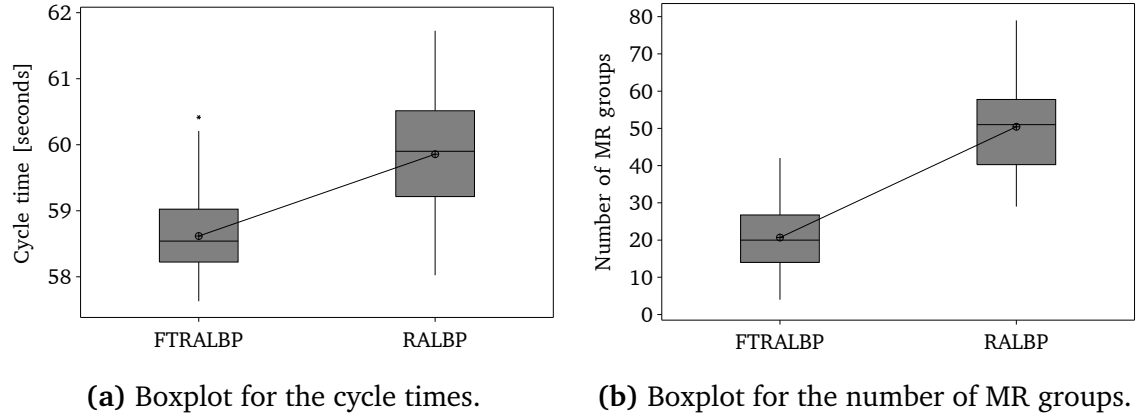 62
61
60
59
58
Cycle time [seconds]
FTRALBP
RALBP
(a) Boxplot for the cycle times.
80
70
60
50
40
30
20
10
0
Number of MR groups
FTRALBP
RALBP
(b) Boxplot for the number of MR groups.